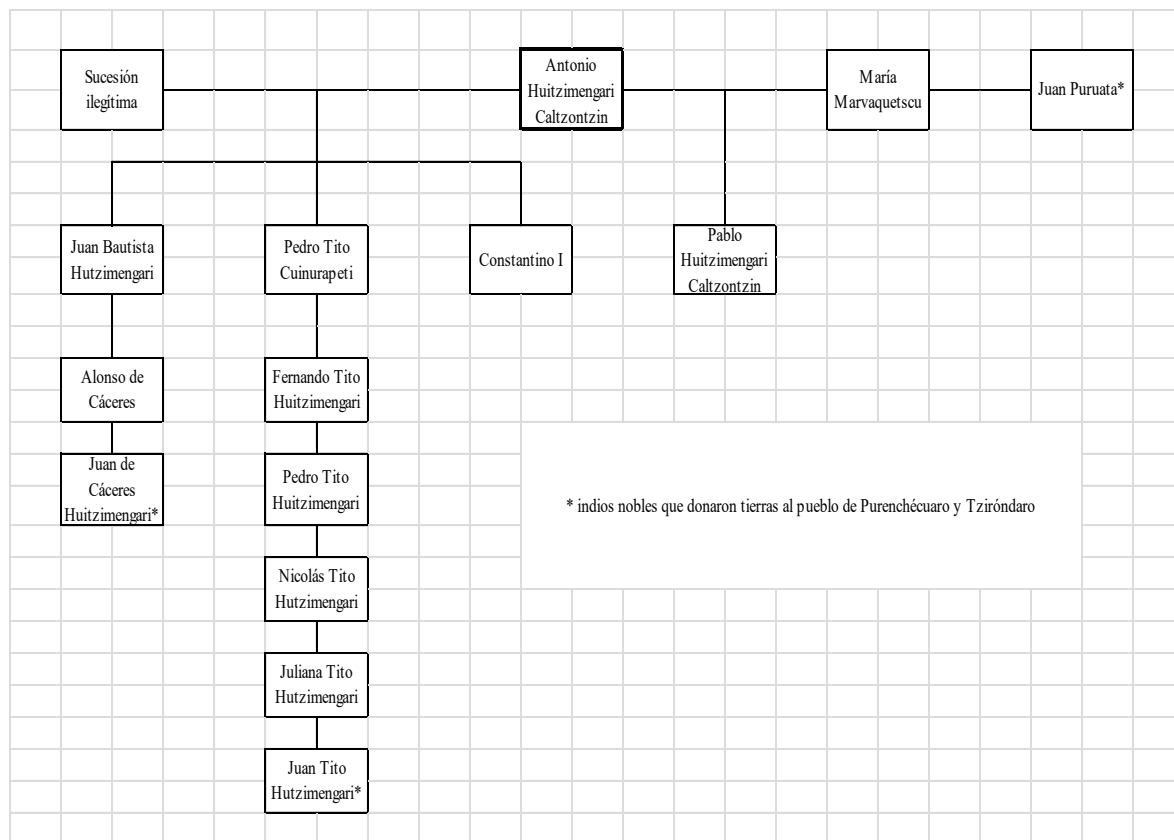 Sucesión
ilegítima
Antonio
Huitzimengari
Caltzontzin
María
Marvaquetscu
Juan Puruata*
Juan Bautista
Hutzimengari
Pedro Tito
Cuinurapeti
Constantino I
Pablo
Huitzimengari
Caltzontzin
Alonso de
Cáceres
Fernando Tito
Huitzimengari
Juan de
Cáceres
Huitzimengari*
Pedro Tito
Huitzimengari
* indios nobles que donaron tierras al pueblo de Purenchécuaro y Tziróndaro
Nicolás Tito
Hutzimengari
Juliana Tito
Hutzimengari
Juan Tito
Hutzimengari*